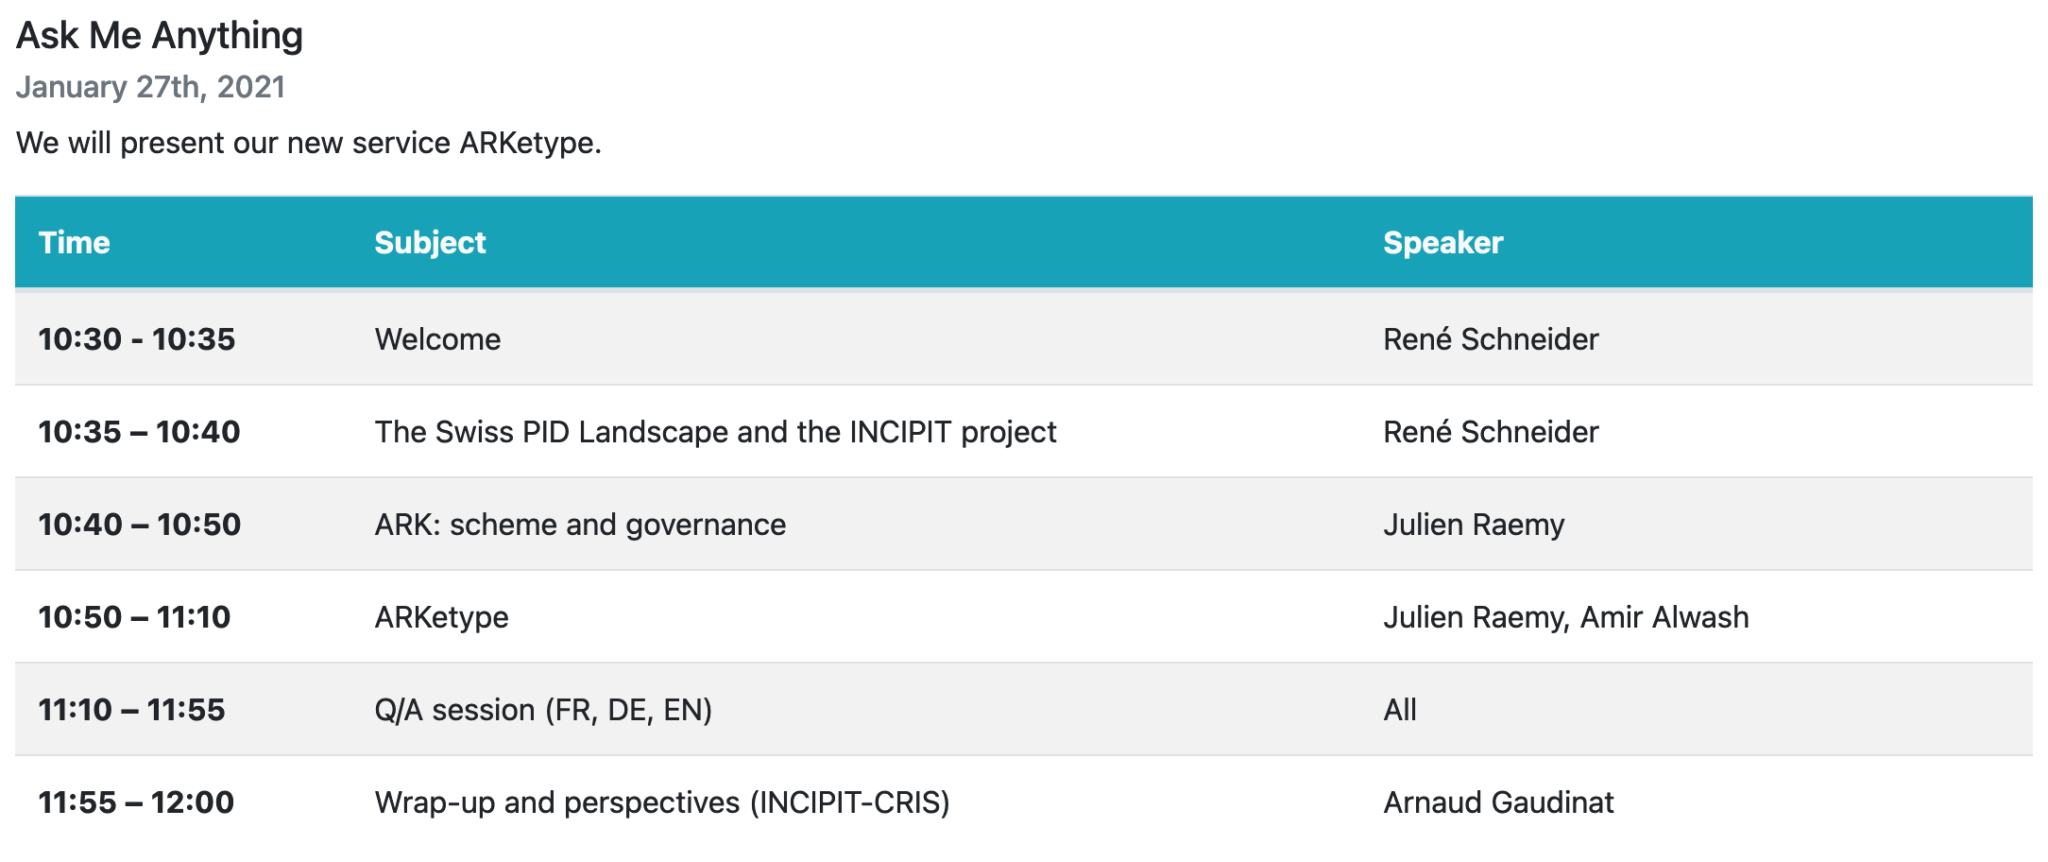 Ask Me Anything
January 27th, 2021
We will present our new service ARKetype.
Time Subject Speaker
10:30 - 10:35 Welcome René Schneider
10:35 – 10:40 The Swiss PID Landscape and the INCIPIT project René Schneider
10:40 – 10:50 ARK: scheme and governance Julien Raemy
10:50 – 11:10 ARKetype Julien Raemy, Amir Alwash
11:10 – 11:55 Q/A session (FR, DE, EN) All
11:55 – 12:00 Wrap-up and perspectives (INCIPIT-CRIS) Arnaud Gaudinat